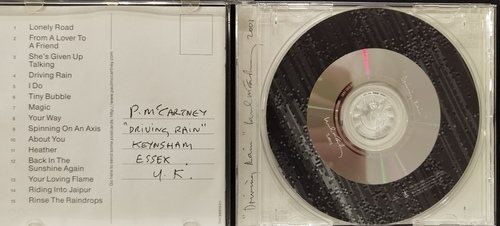 1 Lonely Road
2 From A Lover To
A Friend
3 She's Given Up
Talking
4 Driving Rain
5 I Do
6 Tiny Bubble
7 Magic
8 Your Way
9 Spinning On An Axis
10 About You
11 Heather
12 Back In The
Sunshine Again
13 Your Loving Flame
14 Riding Into Jaipur
15 Rinse The Raindrops
P. McCARTNEY
"DRIVING RAIN"
KEYNSHAM
ESSEX.
U.K.
"Driving Rain" 2001